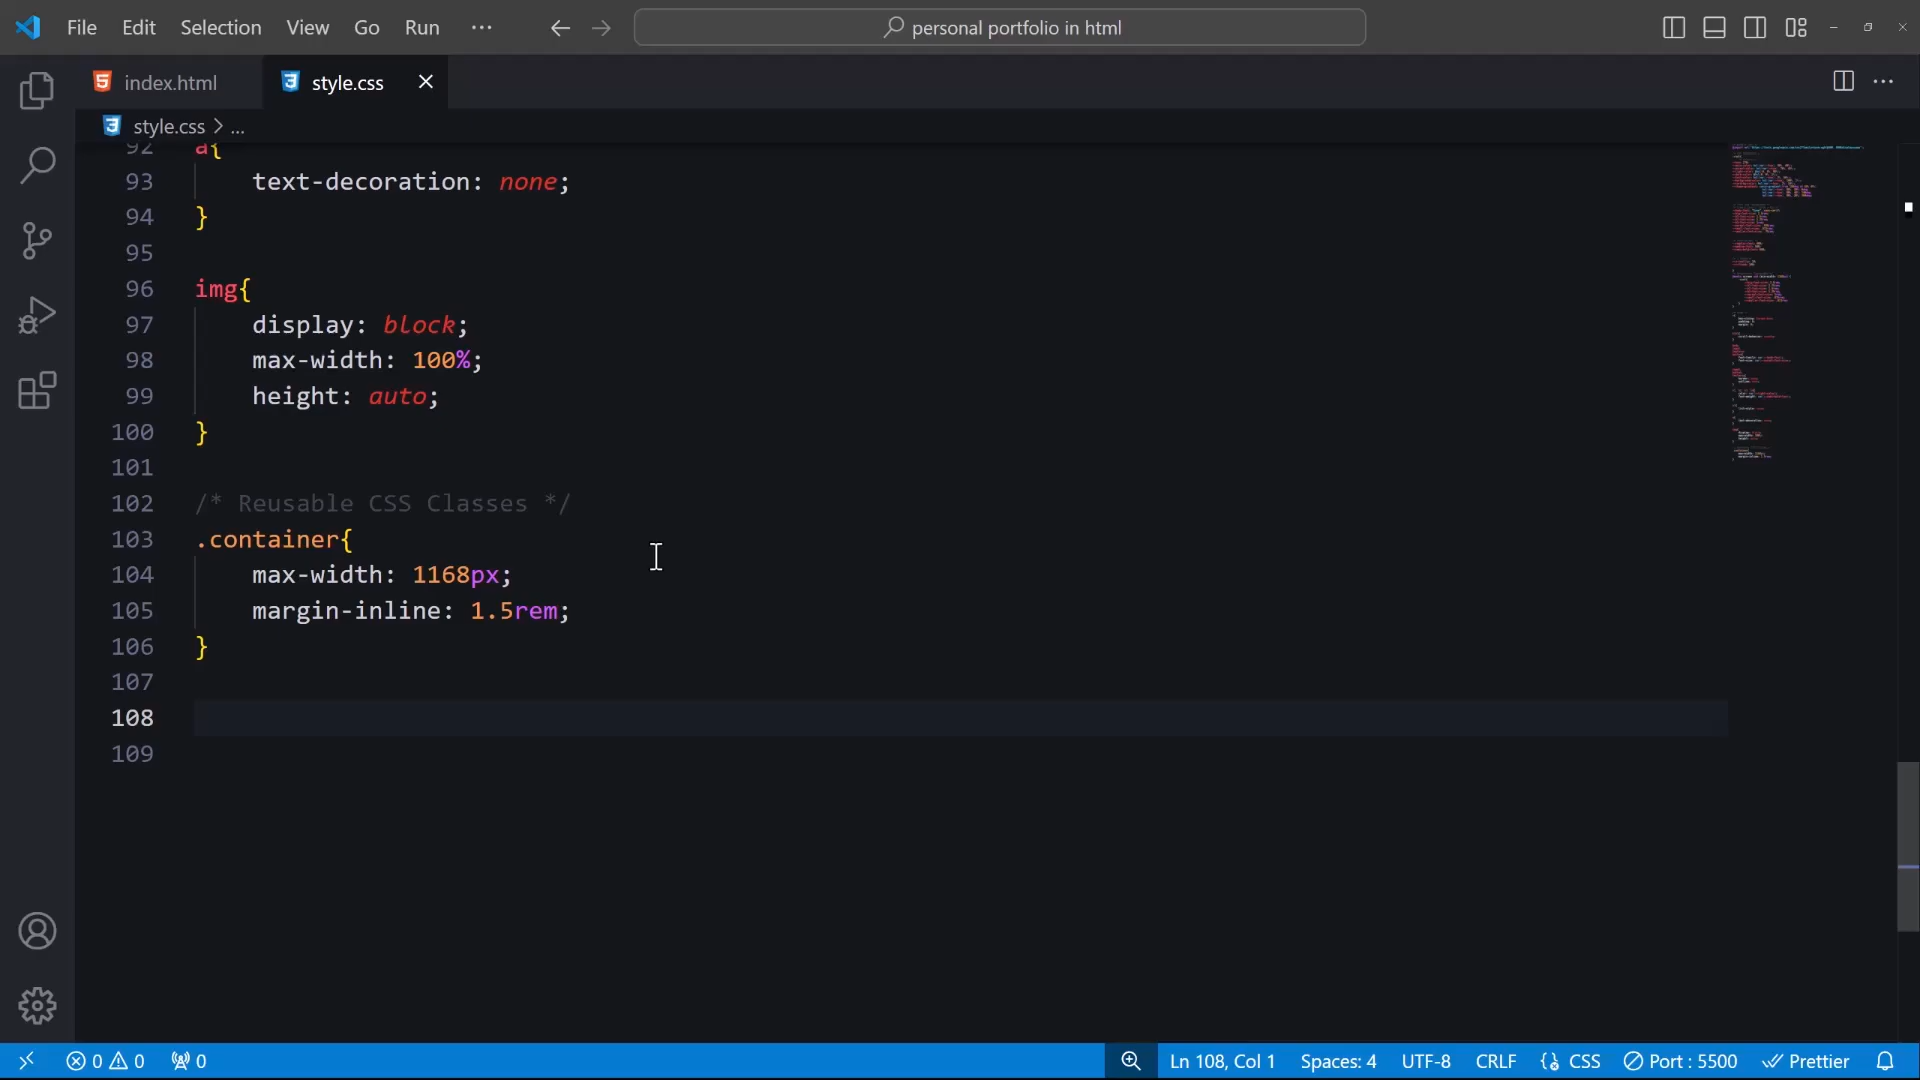 File Edit Selection View Go Run ··· ← → personal portfolio in html
index.html style.css
style.css > ...
92 a{
93 text-decoration: none;
94 }
95
96 img{
97 display: block;
98 max-width: 100%;
99 height: auto;
100 }
101
102 /* Reusable CSS Classes */
103 .container{
104 max-width: 1168px;
105 margin-inline: 1.5rem;
106 }
107
108
109
0 0 0 Ln 108, Col 1 Spaces: 4 UTF-8 CRLF {} CSS Port : 5500 Prettier